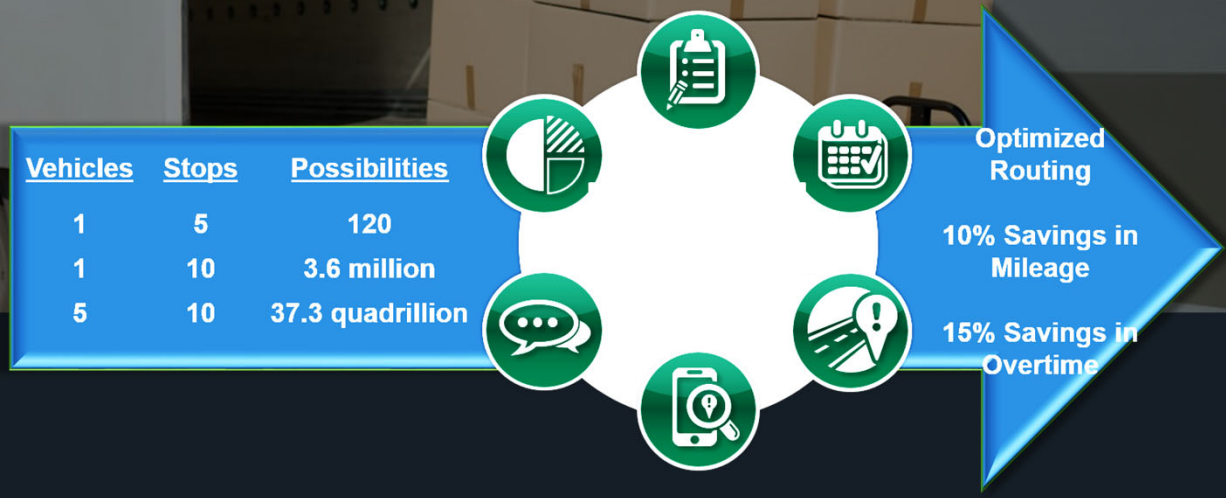 Vehicles Stops Possibilities
1 5 120
1 10 3.6 million
5 10 37.3 quadrillion
Optimized
Routing
10% Savings in
Mileage
15% Savings in
Overtime